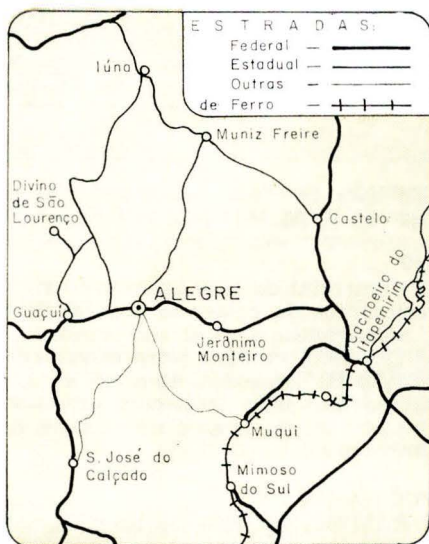 ESTRADAS:
Federal —
Estadual —
Outras —
de Ferro —
Iúna
Muniz Freire
Divino
de São
Lourenço
Castelo
Cachoeiro do
Itapemirim
ALEGRE
Guaçuí
Jerônimo
Monteiro
Muqui
S. José do
Calçado
Mimoso
do Sul